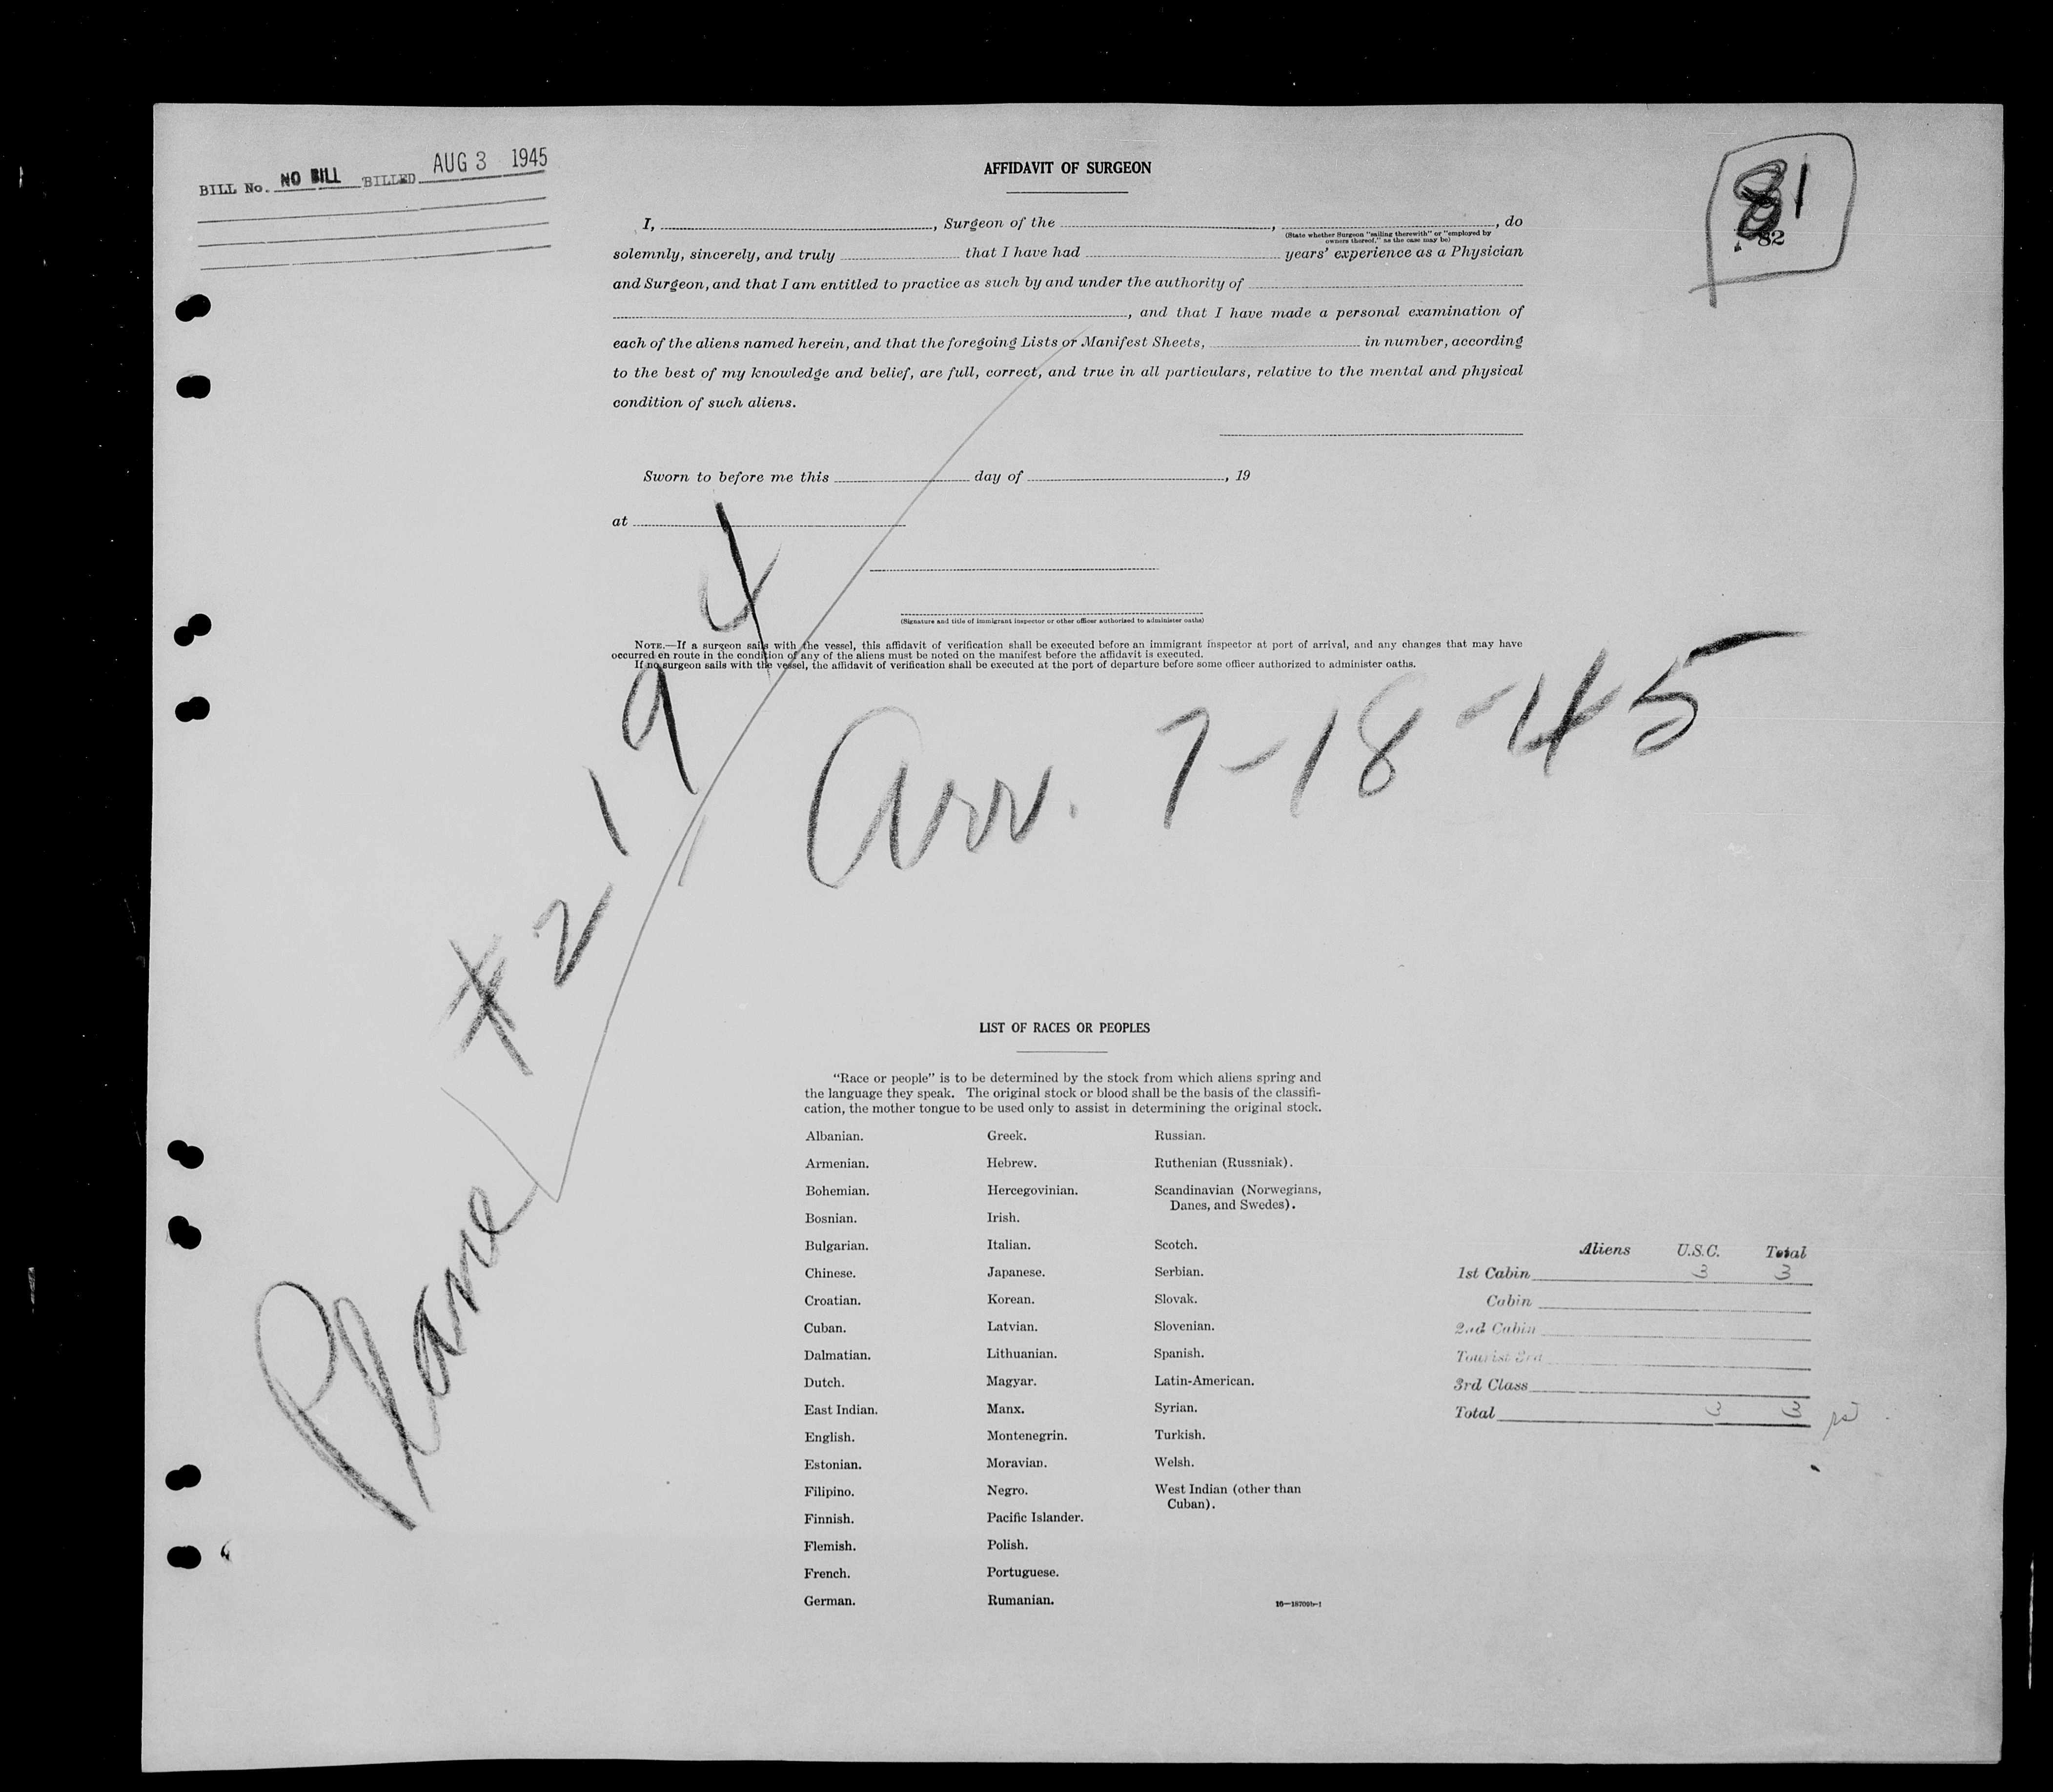 BILL No. NO BILL BILLED AUG 3 1945
AFFIDAVIT OF SURGEON
81
82
I, , Surgeon of the , , do
(State whether Surgeon "sailing therewith" or "employed by
owners thereof," as the case may be)
solemnly, sincerely, and truly that I have had years' experience as a Physician
and Surgeon, and that I am entitled to practice as such by and under the authority of
, and that I have made a personal examination of
each of the aliens named herein, and that the foregoing Lists or Manifest Sheets, in number, according
to the best of my knowledge and belief, are full, correct, and true in all particulars, relative to the mental and physical
condition of such aliens.
Sworn to before me this day of , 19
at
(Signature and title of immigrant inspector or other officer authorized to administer oaths)
NOTE.—If a surgeon sails with the vessel, this affidavit of verification shall be executed before an immigrant inspector at port of arrival, and any changes that may have
occurred en route in the condition of any of the aliens must be noted on the manifest before the affidavit is executed.
If no surgeon sails with the vessel, the affidavit of verification shall be executed at the port of departure before some officer authorized to administer oaths.
Plane # 2194
Arr. 7-18-45
LIST OF RACES OR PEOPLES
"Race or people" is to be determined by the stock from which aliens spring and
the language they speak. The original stock or blood shall be the basis of the classifi-
cation, the mother tongue to be used only to assist in determining the original stock.
Albanian.
Armenian.
Bohemian.
Bosnian.
Bulgarian.
Chinese.
Croatian.
Cuban.
Dalmatian.
Dutch.
East Indian.
English.
Estonian.
Filipino.
Finnish.
Flemish.
French.
German.
Greek.
Hebrew.
Hercegovinian.
Irish.
Italian.
Japanese.
Korean.
Latvian.
Lithuanian.
Magyar.
Manx.
Montenegrin.
Moravian.
Negro.
Pacific Islander.
Polish.
Portuguese.
Rumanian.
Russian.
Ruthenian (Russniak).
Scandinavian (Norwegians,
Danes, and Swedes).
Scotch.
Serbian.
Slovak.
Slovenian.
Spanish.
Latin-American.
Syrian.
Turkish.
Welsh.
West Indian (other than
Cuban).
Aliens U.S.C. Total
1st Cabin 3 3
Cabin
2nd Cabin
Tourist 3rd
3rd Class
Total 3 3